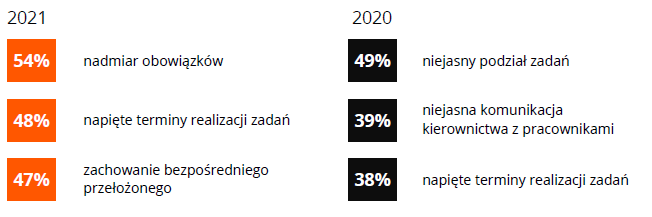 2021
54%
nadmiar obowiązków
48%
napięte terminy realizacji zadań
47%
zachowanie bezpośredniego
przełożonego
2020
49%
niejasny podział zadań
39%
niejasna komunikacja
kierownictwa z pracownikami
38%
napięte terminy realizacji zadań